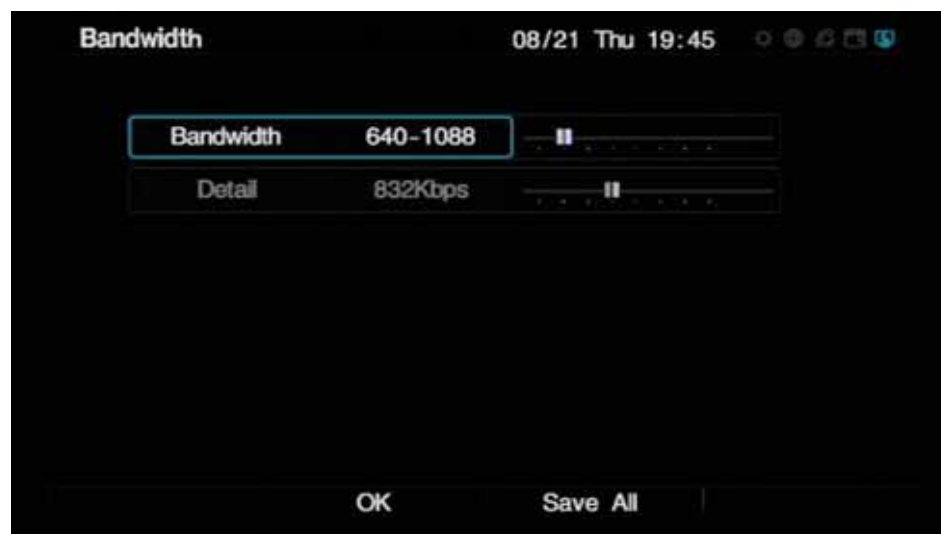 Bandwidth 08/21 Thu 19:45
Bandwidth 640-1088
Detail 832Kbps
OK Save All